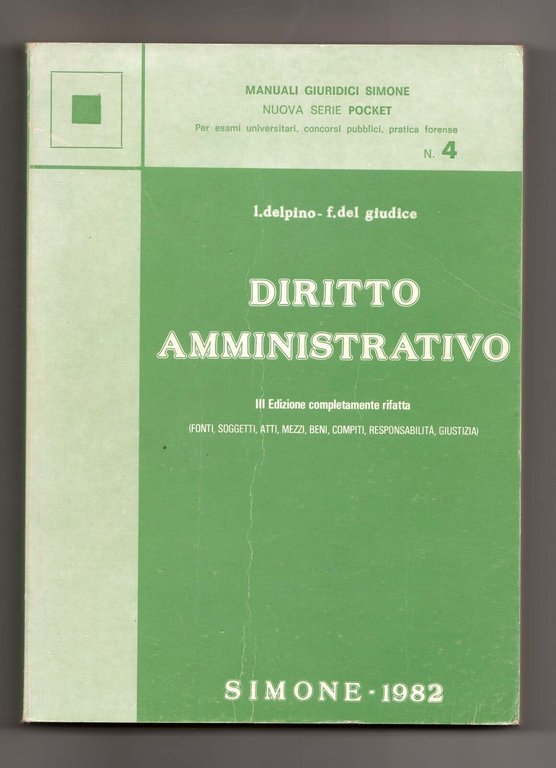 MANUALI GIURIDICI SIMONE
NUOVA SERIE POCKET
Per esami universitari, concorsi pubblici, pratica forense
N. 4
l.delpino - f.del giudice
DIRITTO
AMMINISTRATIVO
III Edizione completamente rifatta
(FONTI, SOGGETTI, ATTI, MEZZI, BENI, COMPITI, RESPONSABILITÀ, GIUSTIZIA)
SIMONE - 1982